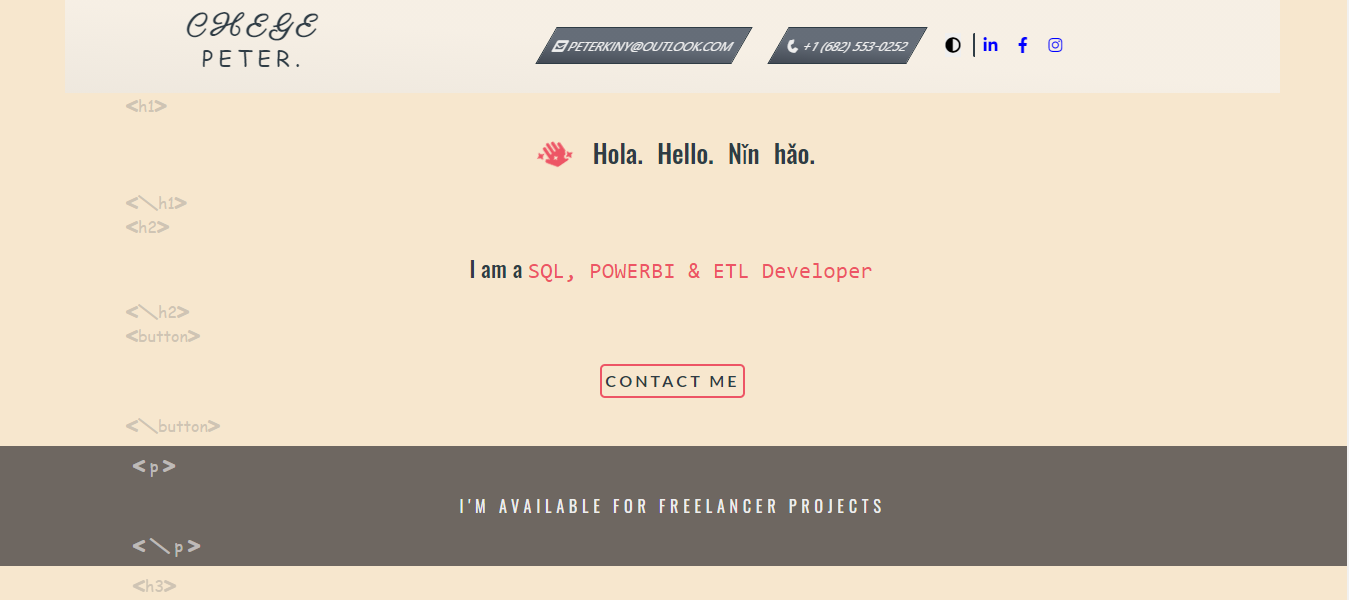 CHEGE
PETER.
PETERKINY@OUTLOOK.COM
+1 (682) 553-0252
in
<h1>
Hola. Hello. Nǐn hǎo.
<\h1>
<h2>
I am a SQL, POWERBI & ETL Developer
<\h2>
<button>
CONTACT ME
<\button>
<p>
I'M AVAILABLE FOR FREELANCER PROJECTS
<\p>
<h3>